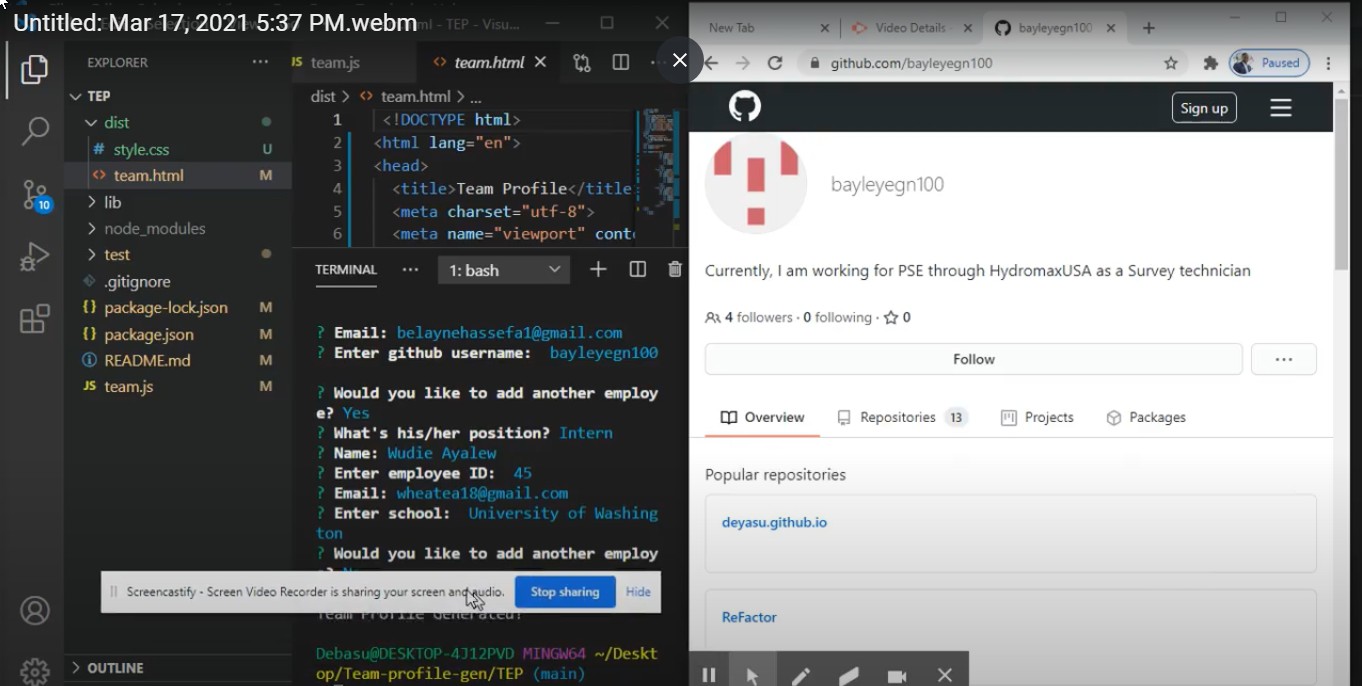 Untitled: Mar 17, 2021 5:37 PM.webm
EXPLORER
TEP
dist
# style.css U
<> team.html M
lib
node_modules
test
.gitignore
{} package-lock.json M
{} package.json M
README.md M
JS team.js M
OUTLINE
10
JS team.js
<> team.html
dist > <> team.html > ...
1 <!DOCTYPE html>
2 <html lang="en">
3 <head>
4 <title>Team Profile</title
5 <meta charset="utf-8">
6 <meta name="viewport" cont
TERMINAL ... 1: bash
? Email: belaynehassefa1@gmail.com
? Enter github username: bayleyegn100
? Would you like to add another employ
e? Yes
? What's his/her position? Intern
? Name: Wudie Ayalew
? Enter employee ID: 45
? Email: wheatea18@gmail.com
? Enter school: University of Washing
ton
? Would you like to add another employ
Screencastify - Screen Video Recorder is sharing your screen and audio. Stop sharing Hide
Team Profile Generated!
Debasu@DESKTOP-4J12PVD MINGW64 ~/Deskt
op/Team-profile-gen/TEP (main)
New Tab
Video Details
bayleyegn100
github.com/bayleyegn100
Paused
Sign up
bayleyegn100
Currently, I am working for PSE through HydromaxUSA as a Survey technician
4 followers · 0 following · 0
Follow
...
Overview
Repositories 13
Projects
Packages
Popular repositories
deyasu.github.io
ReFactor